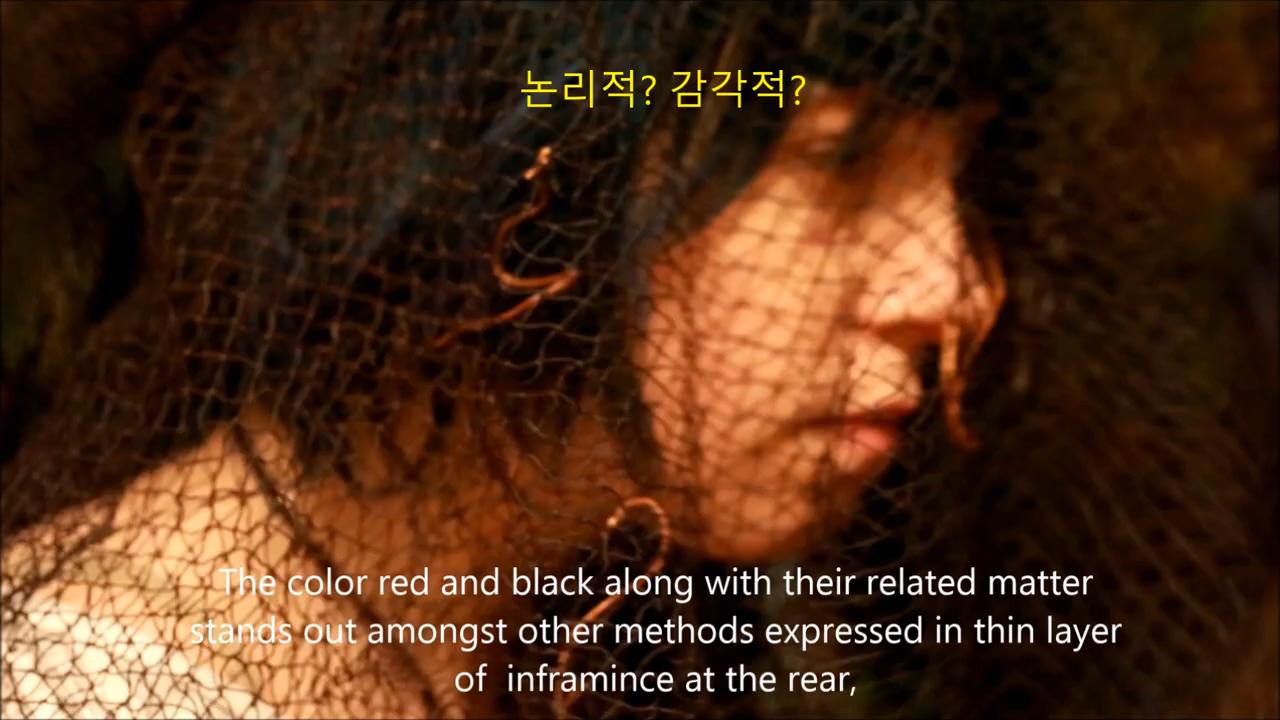 논리적? 감각적?
The color red and black along with their related matter
stands out amongst other methods expressed in thin layer
of inframince at the rear,